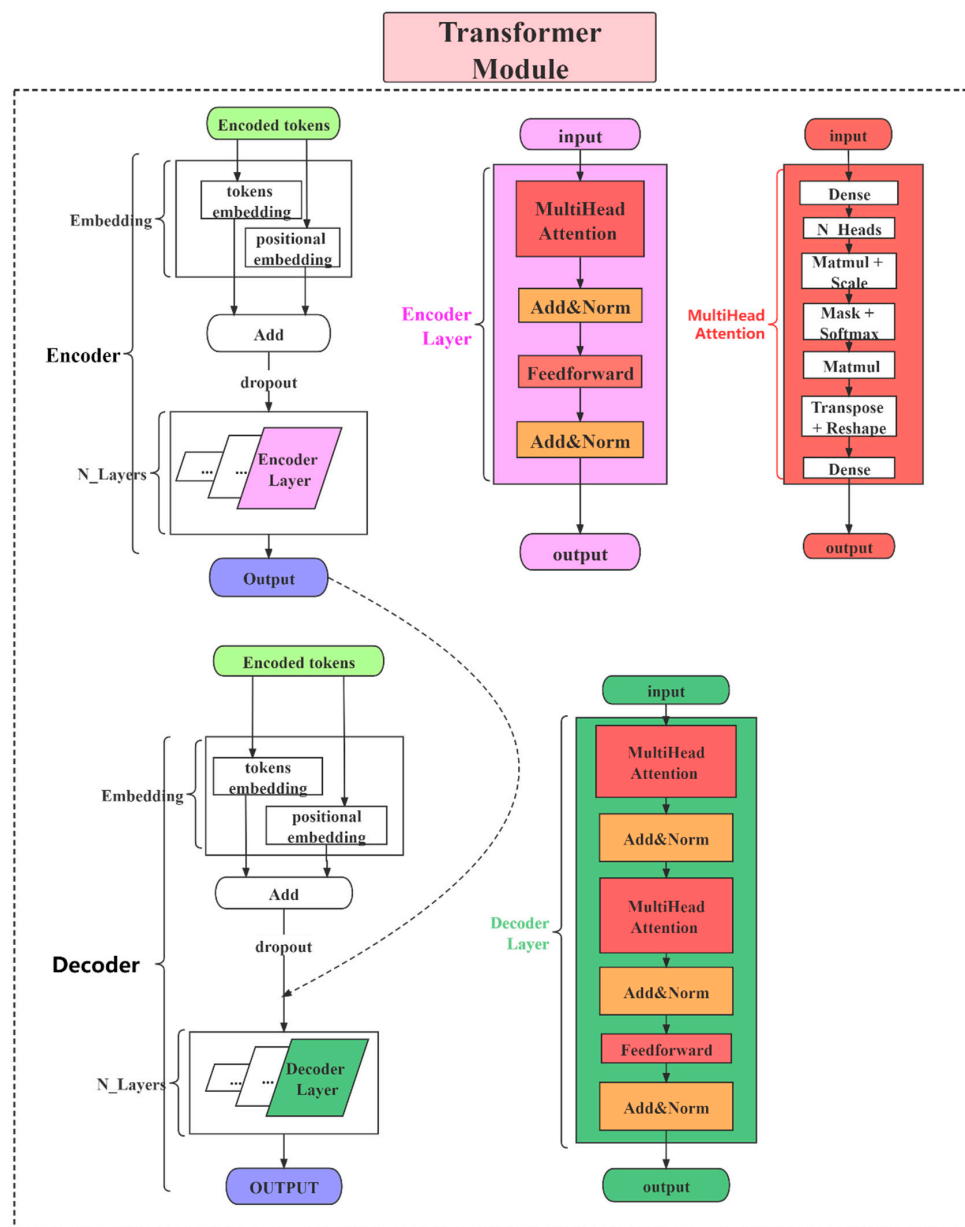 Transformer
Module
Encoded tokens
tokens
embedding
positional
embedding
Embedding
Add
dropout
Encoder
N_Layers
...
...
Encoder
Layer
Output
input
MultiHead
Attention
Add&Norm
Feedforward
Add&Norm
Encoder
Layer
output
input
Dense
N_Heads
Matmul +
Scale
Mask +
Softmax
Matmul
Transpose
+ Reshape
Dense
MultiHead
Attention
output
Encoded tokens
tokens
embedding
positional
embedding
Embedding
Add
dropout
Decoder
N_Layers
...
...
Decoder
Layer
OUTPUT
input
MultiHead
Attention
Add&Norm
MultiHead
Attention
Add&Norm
Feedforward
Add&Norm
Decoder
Layer
output